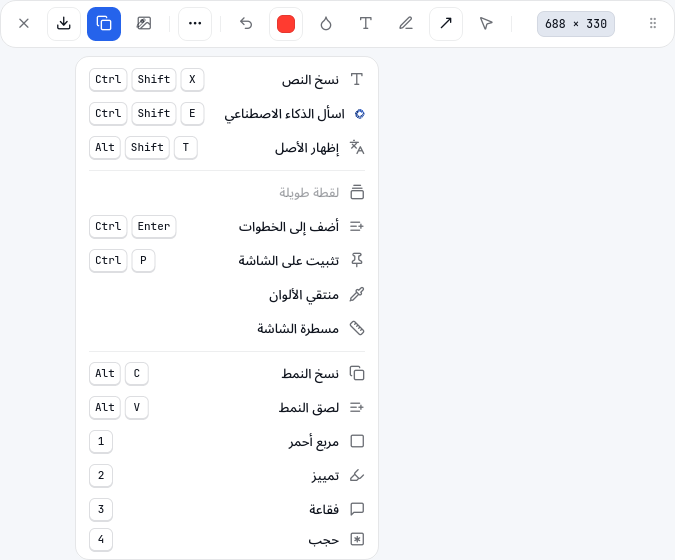 688 × 330
نسخ النص Ctrl Shift X
اسأل الذكاء الاصطناعي Ctrl Shift E
إظهار الأصل Alt Shift T
لقطة طويلة
أضف إلى الخطوات Ctrl Enter
تثبيت على الشاشة Ctrl P
منتقي الألوان
مسطرة الشاشة
نسخ النمط Alt C
لصق النمط Alt V
مربع أحمر 1
تمييز 2
فقاعة 3
حجب 4